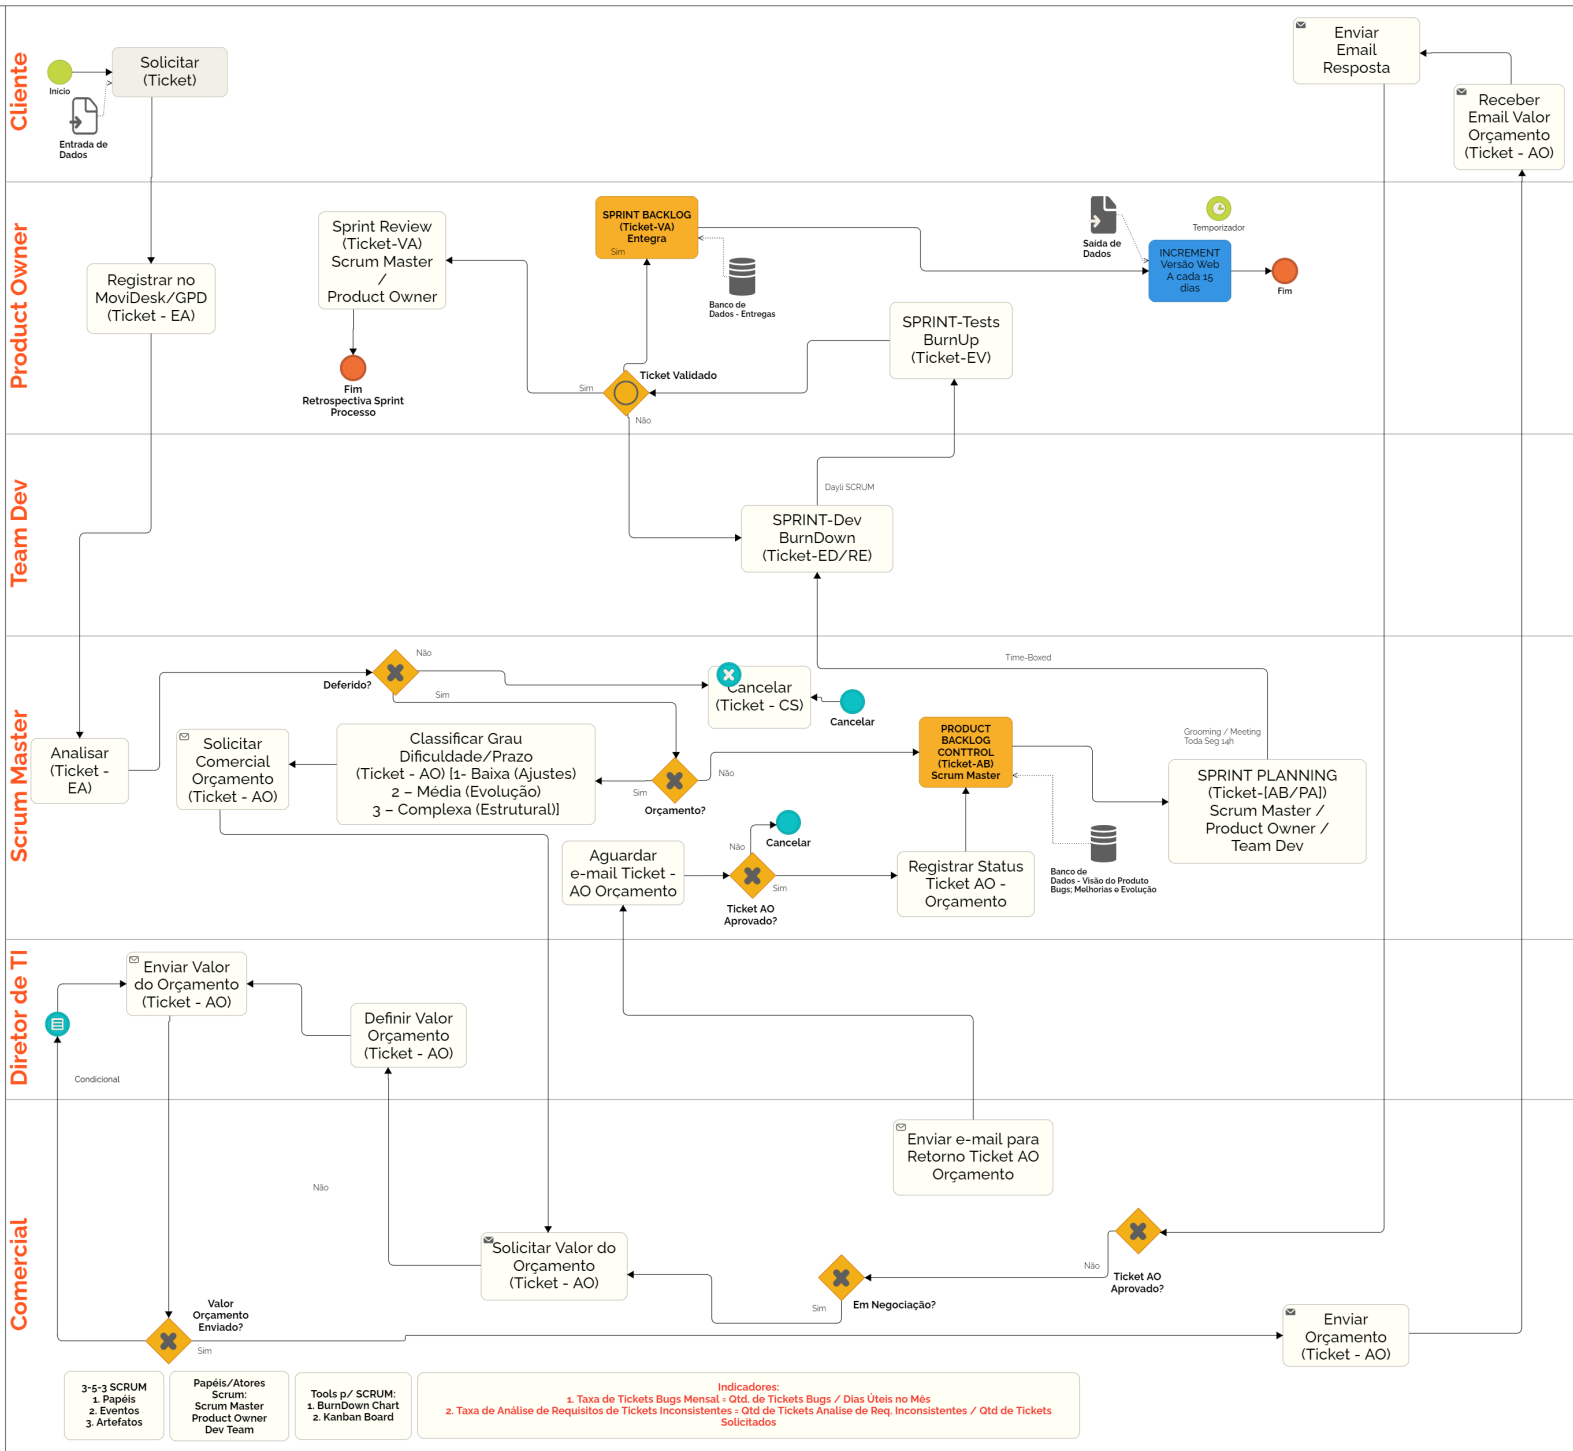 Cliente
Início
Solicitar
(Ticket)
Entrada de
Dados
Enviar
Email
Resposta
Receber
Email Valor
Orçamento
(Ticket - AO)
Product Owner
Registrar no
MoviDesk/GPD
(Ticket - EA)
Sprint Review
(Ticket-VA)
Scrum Master
/
Product Owner
Fim
Retrospectiva Sprint
Processo
SPRINT BACKLOG
(Ticket-VA)
Entegra
Sim
Banco de
Dados - Entregas
Ticket Validado
Sim
Não
SPRINT-Tests
BurnUp
(Ticket-EV)
Saída de
Dados
Temporizador
INCREMENT
Versão Web
A cada 15
dias
Fim
Team Dev
Dayli SCRUM
SPRINT-Dev
BurnDown
(Ticket-ED/RE)
Scrum Master
Analisar
(Ticket -
EA)
Deferido?
Não
Sim
Cancelar
(Ticket - CS)
Cancelar
Time-Boxed
Solicitar
Comercial
Orçamento
(Ticket - AO)
Classificar Grau
Dificuldade/Prazo
(Ticket - AO) [1- Baixa (Ajustes)
2 – Média (Evolução)
3 – Complexa (Estrutural)]
Sim
Orçamento?
Não
PRODUCT
BACKLOG
CONTTROL
(Ticket-AB)
Scrum Master
Grooming / Meeting
Toda Seg 14h
SPRINT PLANNING
(Ticket-[AB/PA])
Scrum Master /
Product Owner /
Team Dev
Aguardar
e-mail Ticket -
AO Orçamento
Não
Cancelar
Sim
Ticket AO
Aprovado?
Registrar Status
Ticket AO -
Orçamento
Banco de
Dados - Visão do Produto
Bugs; Melhorias e Evolução
Diretor de TI
Enviar Valor
do Orçamento
(Ticket - AO)
Definir Valor
Orçamento
(Ticket - AO)
Condicional
Comercial
Enviar e-mail para
Retorno Ticket AO
Orçamento
Não
Solicitar Valor do
Orçamento
(Ticket - AO)
Valor
Orçamento
Enviado?
Sim
Sim
Em Negociação?
Não
Ticket AO
Aprovado?
Enviar
Orçamento
(Ticket - AO)
3-5-3 SCRUM
1. Papéis
2. Eventos
3. Artefatos
Papéis/Atores
Scrum:
Scrum Master
Product Owner
Dev Team
Tools p/ SCRUM:
1. BurnDown Chart
2. Kanban Board
Indicadores:
1. Taxa de Tickets Bugs Mensal = Qtd. de Tickets Bugs / Dias Úteis no Mês
2. Taxa de Análise de Requisitos de Tickets Inconsistentes = Qtd de Tickets Analise de Req. Inconsistentes / Qtd de Tickets
Solicitados